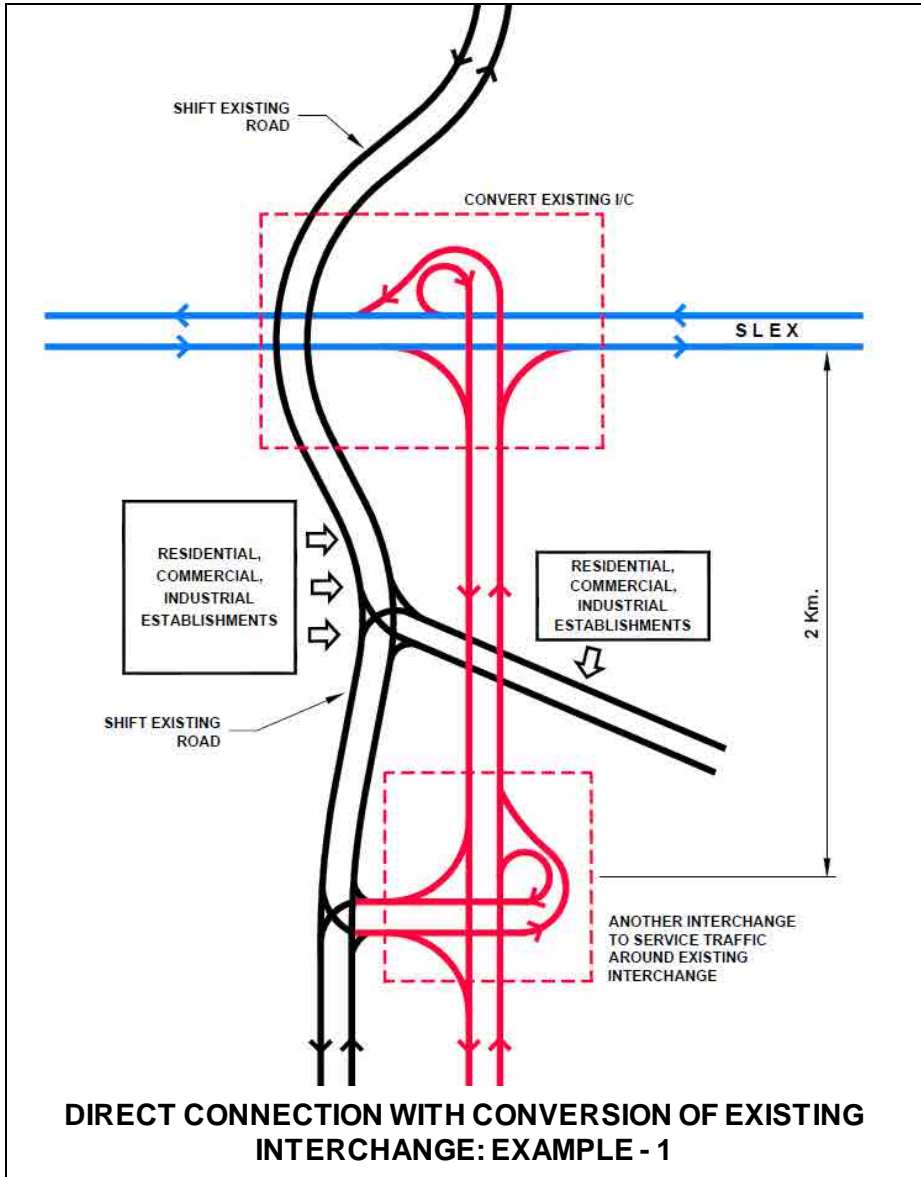 SHIFT EXISTING
ROAD
CONVERT EXISTING I/C
SLEX
RESIDENTIAL,
COMMERCIAL,
INDUSTRIAL
ESTABLISHMENTS
RESIDENTIAL,
COMMERCIAL,
INDUSTRIAL
ESTABLISHMENTS
2 Km.
SHIFT EXISTING
ROAD
ANOTHER INTERCHANGE
TO SERVICE TRAFFIC
AROUND EXISTING
INTERCHANGE
DIRECT CONNECTION WITH CONVERSION OF EXISTING
INTERCHANGE: EXAMPLE - 1